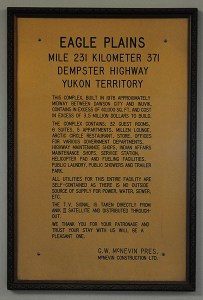 EAGLE PLAINS
MILE 231 KILOMETER 371
DEMPSTER HIGHWAY
YUKON TERRITORY
THIS COMPLEX, BUILT IN 1978 APPROXIMATELY
MIDWAY BETWEEN DAWSON CITY AND INUVIK,
CONTAINS IN EXCESS OF 40,000 SQ. FT. AND COST
IN EXCESS OF 3.5 MILLION DOLLARS TO BUILD.
THE COMPLEX CONTAINS: 32 GUEST ROOMS,
8 SUITES, 5 APARTMENTS, MILLEN LOUNGE,
ARCTIC CIRCLE RESTAURANT, STORE, OFFICES
FOR VARIOUS GOVERNMENT DEPARTMENTS,
HIGHWAY MAINTENANCE SHOPS, INDIAN AFFAIRS
MAINTENANCE SHOPS, SERVICE STATION,
HELICOPTER PAD AND FUELING FACILITIES,
PUBLIC LAUNDRY, PUBLIC SHOWERS AND TRAILER
PARK.
ALL UTILITIES FOR THIS ENTIRE FACILITY ARE
SELF-CONTAINED AS THERE IS NO OUTSIDE
SOURCE OF SUPPLY FOR POWER, WATER, SEWER,
ETC.
THE T.V. SIGNAL IS TAKEN DIRECTLY FROM
ANIK SATELLITE AND DISTRIBUTED THROUGH-
OUT.
WE THANK YOU FOR YOUR PATRONAGE AND
TRUST YOUR STAY WITH US WILL BE A
PLEASANT ONE.
G.W. McNEVIN PRES.
McNEVIN CONSTRUCTION LTD.